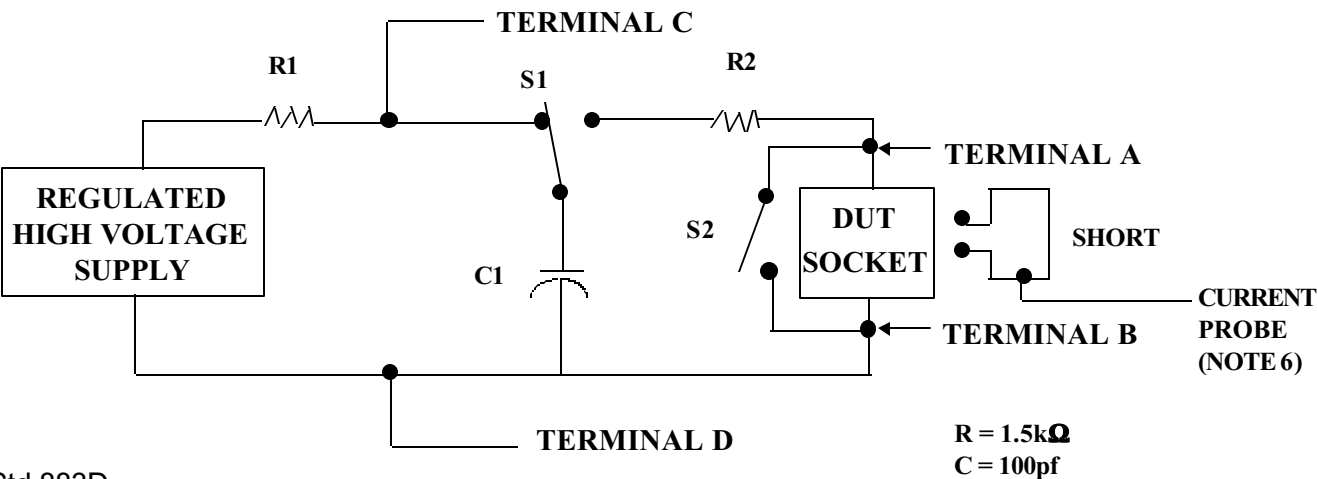 TERMINAL C
R1
S1
R2
TERMINAL A
REGULATED
HIGH VOLTAGE
SUPPLY
S2
DUT
SOCKET
SHORT
C1
CURRENT
PROBE
(NOTE 6)
TERMINAL B
TERMINAL D
R = 1.5kΩ
C = 100pf